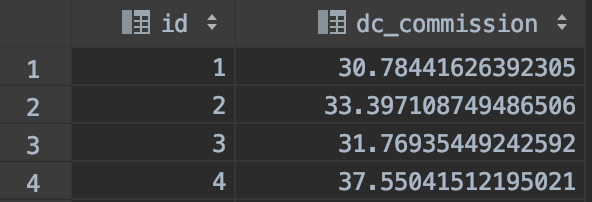 id dc_commission
1 1 30.78441626392305
2 2 33.397108749486506
3 3 31.76935449242592
4 4 37.55041512195021